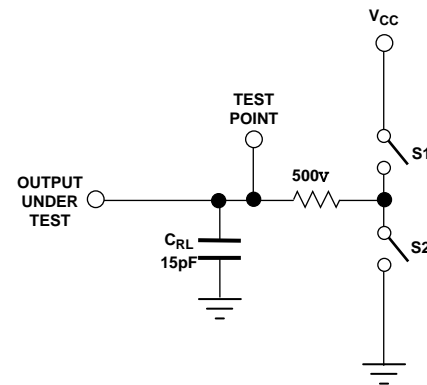 VCC
TEST
POINT
S1
500v
OUTPUT
UNDER
TEST
CRL
15pF
S2